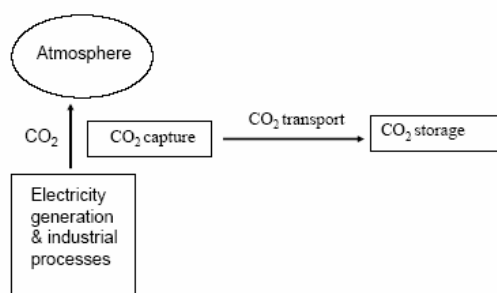 Atmosphere
CO₂ transport
CO₂
CO₂ capture
CO₂ storage
Electricity
generation
& industrial
processes